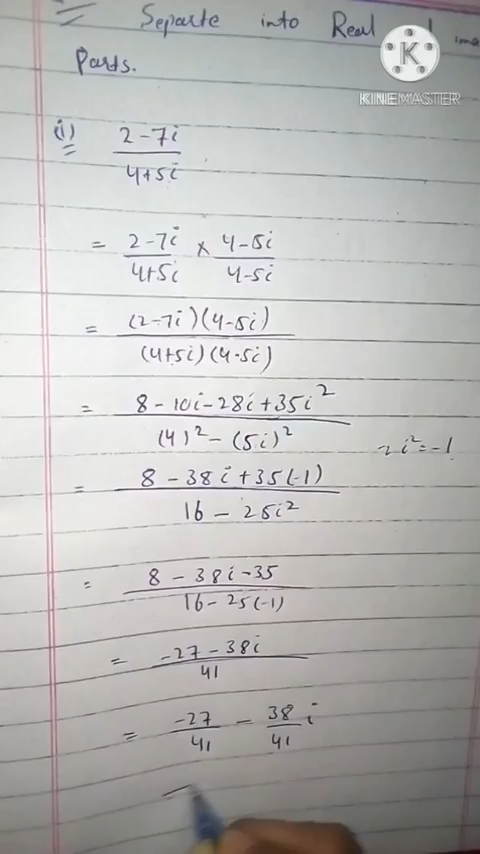 Separte into Real
Parts.
K
KINEMASTER
(i) 2-7i / 4+5i
= 2-7i / 4+5i × 4-5i / 4-5i
= (2-7i)(4-5i) / (4+5i)(4-5i)
= 8-10i-28i+35i² / (4)²-(5i)²
∵ i²=-1
= 8-38i+35(-1) / 16-25i²
= 8-38i-35 / 16-25(-1)
= -27-38i / 41
= -27/41 - 38/41 i